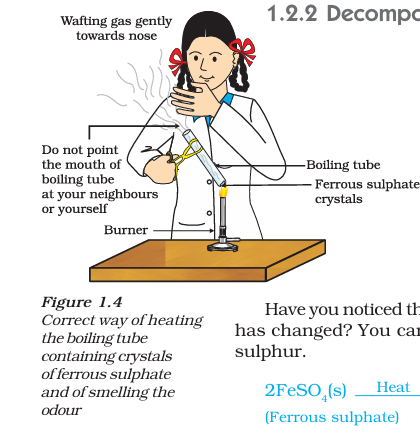 1.2.2 Decompo
Wafting gas gently
towards nose
Do not point
the mouth of
boiling tube
at your neighbours
or yourself
Boiling tube
Ferrous sulphate
crystals
Burner
Figure 1.4
Correct way of heating
the boiling tube
containing crystals
of ferrous sulphate
and of smelling the
odour
Have you noticed th
has changed? You can
sulphur.
2FeSO₄(s) Heat
(Ferrous sulphate)